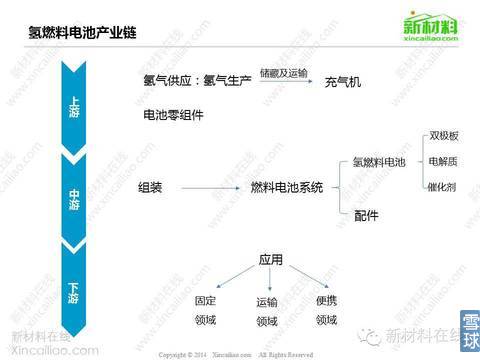 氢燃料电池产业链
新材料
xincailiao.com
上游
氢气供应：氢气生产
储藏及运输
充气机
电池零组件
中游
组装
燃料电池系统
氢燃料电池
双极板
电解质
催化剂
配件
下游
应用
固定
领域
运输
领域
便携
领域
新材料在线
Xincailiao.com
Copyright © 2014 Xincailiao.com All Rights Reserved
新材料在线
雪球